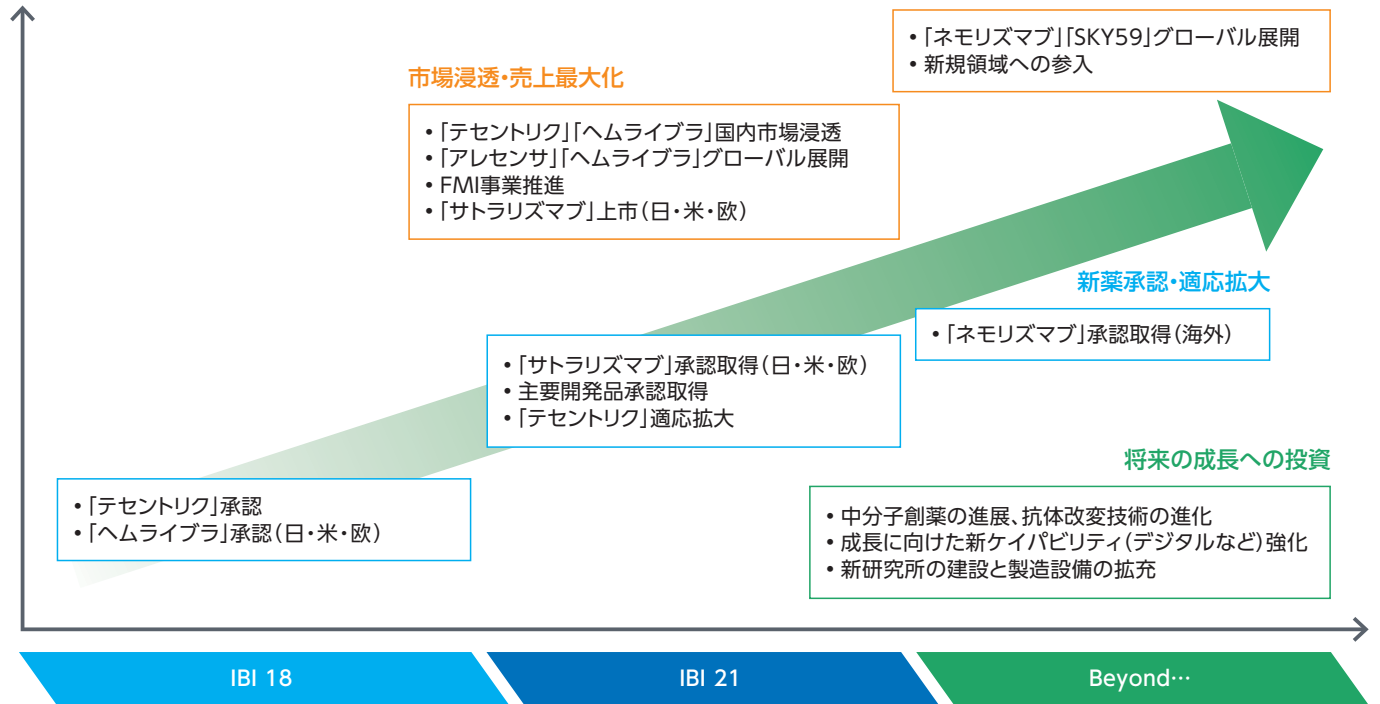 • 「ネモリズマブ」「SKY59」グローバル展開
• 新規領域への参入
市場浸透・売上最大化
• 「テセントリク」「ヘムライブラ」国内市場浸透
• 「アレセンサ」「ヘムライブラ」グローバル展開
• FMI事業推進
• 「サトラリズマブ」上市（日・米・欧）
新薬承認・適応拡大
• 「ネモリズマブ」承認取得（海外）
• 「サトラリズマブ」承認取得（日・米・欧）
• 主要開発品承認取得
• 「テセントリク」適応拡大
• 「テセントリク」承認
• 「ヘムライブラ」承認（日・米・欧）
将来の成長への投資
• 中分子創薬の進展、抗体改変技術の進化
• 成長に向けた新ケイパビリティ（デジタルなど）強化
• 新研究所の建設と製造設備の拡充
IBI 18
IBI 21
Beyond…